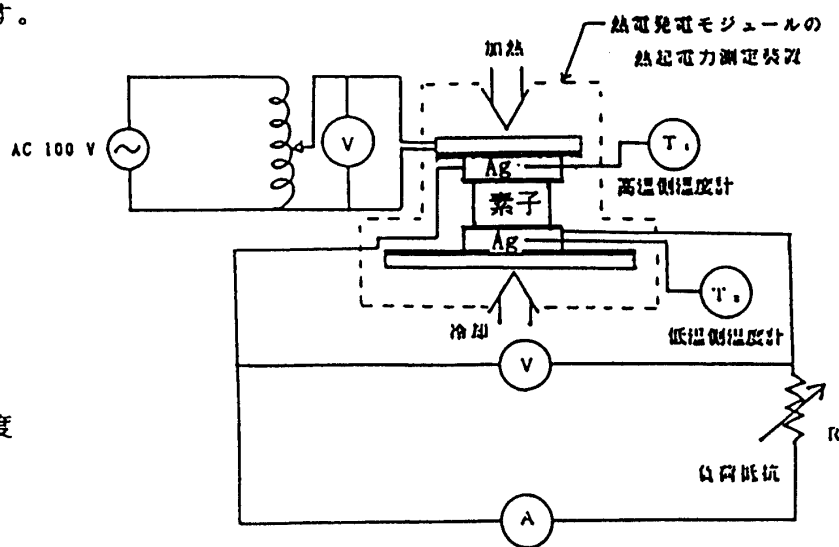 す。
熱電発電モジュールの
熱起電力測定装置
加熱
AC 100 V
V
Ag
T₁
高温側温度計
素子
Ag
T₂
冷却
低温側温度計
V
度
R
負荷抵抗
A